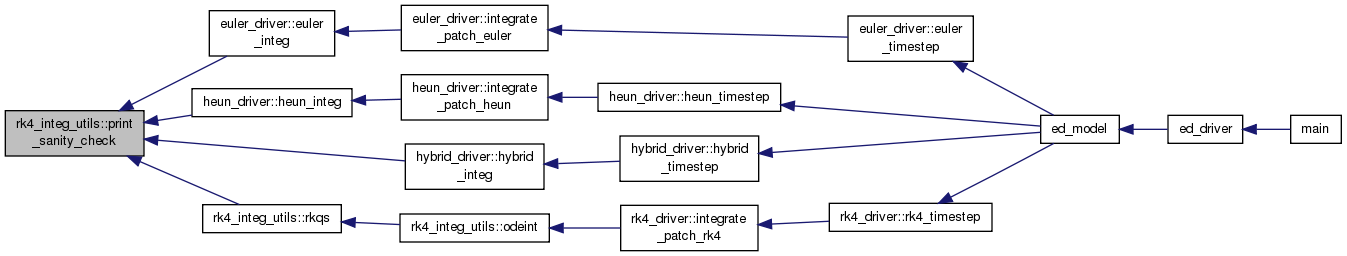 rk4_integ_utils::print
_sanity_check
euler_driver::euler
_integ
heun_driver::heun_integ
hybrid_driver::hybrid
_integ
rk4_integ_utils::rkqs
euler_driver::integrate
_patch_euler
heun_driver::integrate
_patch_heun
rk4_integ_utils::odeint
heun_driver::heun_timestep
hybrid_driver::hybrid
_timestep
rk4_driver::integrate
_patch_rk4
euler_driver::euler
_timestep
rk4_driver::rk4_timestep
ed_model
ed_driver
main